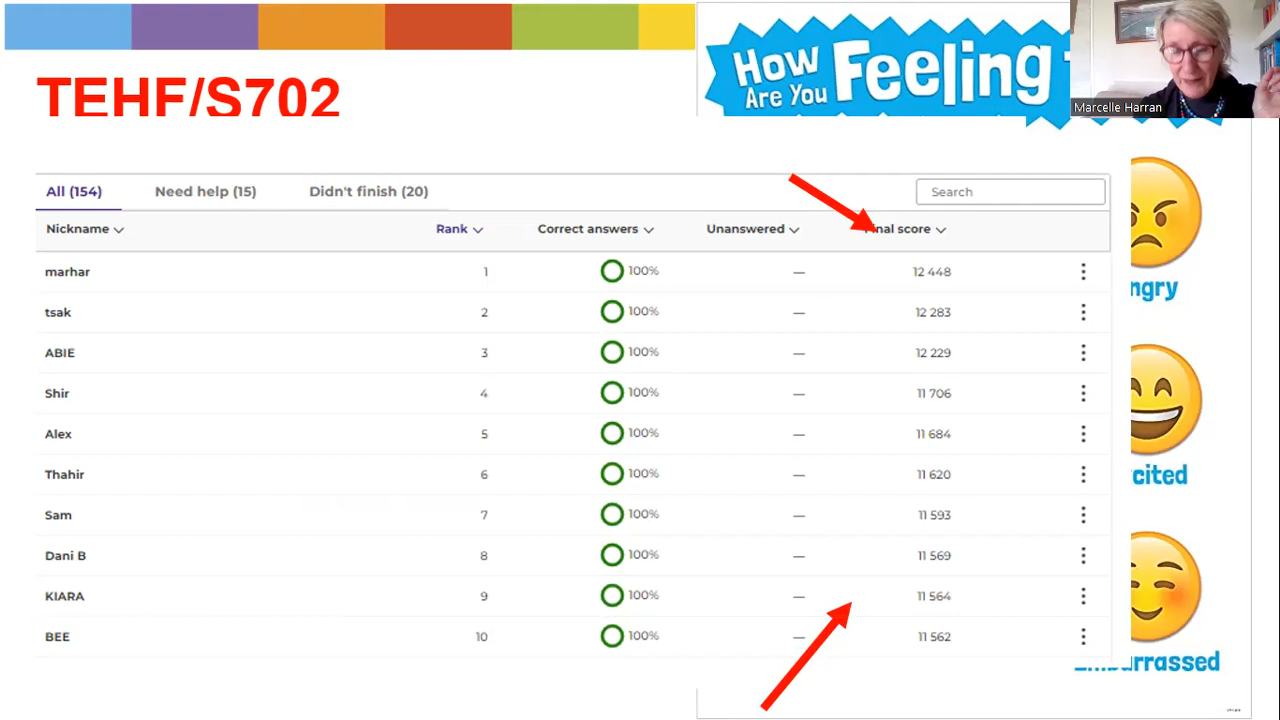 TEHF/S702
How
Are You
Feeling
Marcelle Harran
All (154) Need help (15) Didn't finish (20) Search
Nickname Rank Correct answers Unanswered nal score
marhar 1 100% — 12 448
tsak 2 100% — 12 283
ABIE 3 100% — 12 229
Shir 4 100% — 11 706
Alex 5 100% — 11 684
Thahir 6 100% — 11 620
Sam 7 100% — 11 593
Dani B 8 100% — 11 569
KIARA 9 100% — 11 564
BEE 10 100% — 11 562
ngry
cited
Embarrassed